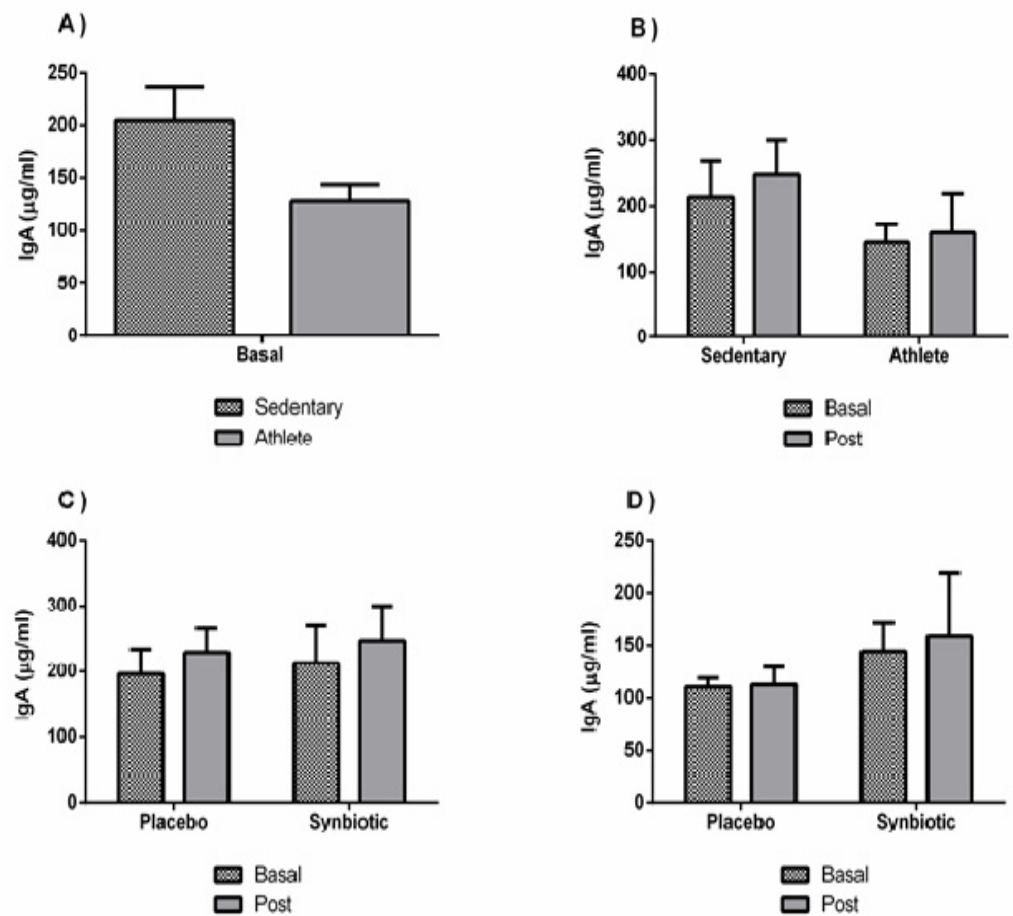 A)
250
200
150
100
50
0
IgA (µg/ml)
Basal
Sedentary
Athlete
B)
400
300
200
100
0
IgA (µg/ml)
Sedentary
Athlete
Basal
Post
C)
400
300
200
100
0
IgA (µg/ml)
Placebo
Synbiotic
Basal
Post
D)
250
200
150
100
50
0
IgA (µg/ml)
Placebo
Synbiotic
Basal
Post